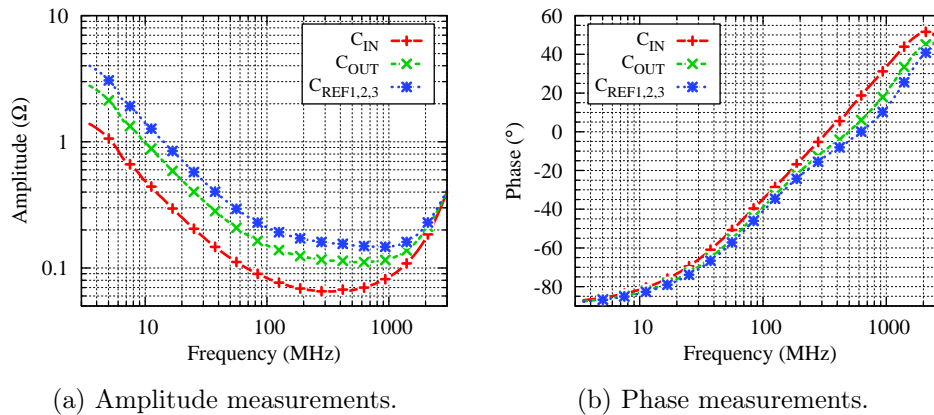 10
1
0.1
Amplitude (Ω)
10 100 1000
Frequency (MHz)
C_IN
C_OUT
C_REF1,2,3
60
40
20
0
-20
-40
-60
-80
Phase (°)
10 100 1000
Frequency (MHz)
C_IN
C_OUT
C_REF1,2,3
(a) Amplitude measurements.
(b) Phase measurements.